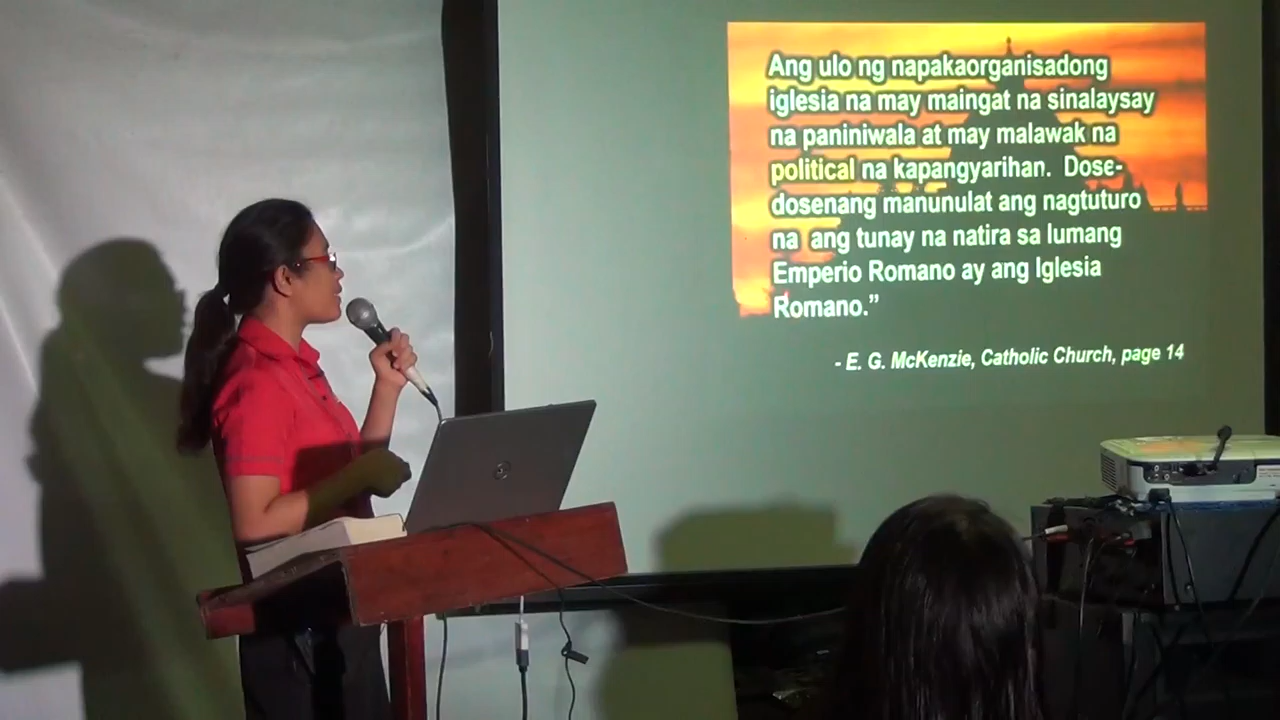 Ang ulo ng napakaorganisadong
iglesia na may maingat na sinalaysay
na paniniwala at may malawak na
political na kapangyarihan. Dose-
dosenang manunulat ang nagtuturo
na ang tunay na natira sa lumang
Emperio Romano ay ang Iglesia
Romano.”
- E. G. McKenzie, Catholic Church, page 14